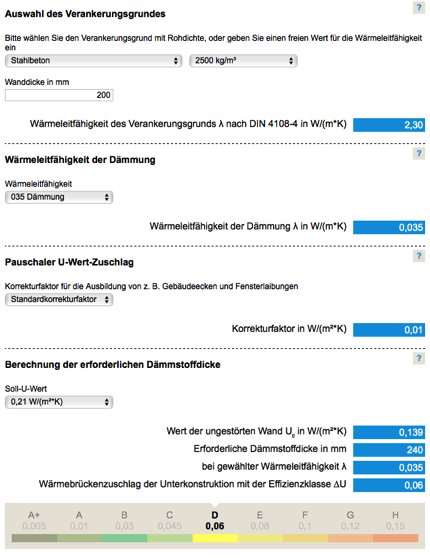 Auswahl des Verankerungsgrundes
?
Bitte wählen Sie den Verankerungsgrund mit Rohdichte, oder geben Sie einen freien Wert für die Wärmeleitfähigkeit
ein
Stahlbeton 2500 kg/m³
Wanddicke in mm
200
Wärmeleitfähigkeit des Verankerungsgrunds λ nach DIN 4108-4 in W/(m*K) 2,30
Wärmeleitfähigkeit der Dämmung
?
Wärmeleitfähigkeit
035 Dämmung
Wärmeleitfähigkeit der Dämmung λ in W/(m*K) 0,035
Pauschaler U-Wert-Zuschlag
?
Korrekturfaktor für die Ausbildung von z. B. Gebäudeecken und Fensterlaibungen
Standardkorrekturfaktor
Korrekturfaktor in W/(m²*K) 0,01
Berechnung der erforderlichen Dämmstoffdicke
?
Soll-U-Wert
0,21 W/(m²*K)
Wert der ungestörten Wand U₀ in W/(m²*K) 0,139
Erforderliche Dämmstoffdicke in mm 240
bei gewählter Wärmeleitfähigkeit λ 0,035
Wärmebrückenzuschlag der Unterkonstruktion mit der Effizienzklasse ΔU 0,06
A+ A B C D E F G H
0,005 0,01 0,03 0,045 0,06 0,08 0,1 0,12 0,15